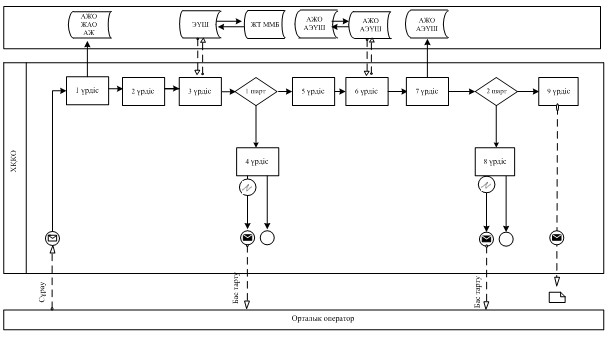 АЖО
ЖАО
АЖ
ЭҮШ
ЖТ ММБ
АЖО
АЭҮШ
АЖО
АЭҮШ
АЖО
АЭҮШ
ХҚКО
1 үрдіс
2 үрдіс
3 үрдіс
1 шарт
5 үрдіс
6 үрдіс
7 үрдіс
2 шарт
9 үрдіс
4 үрдіс
8 үрдіс
Сұрау
Бас тарту
Бас тарту
Орталық оператор